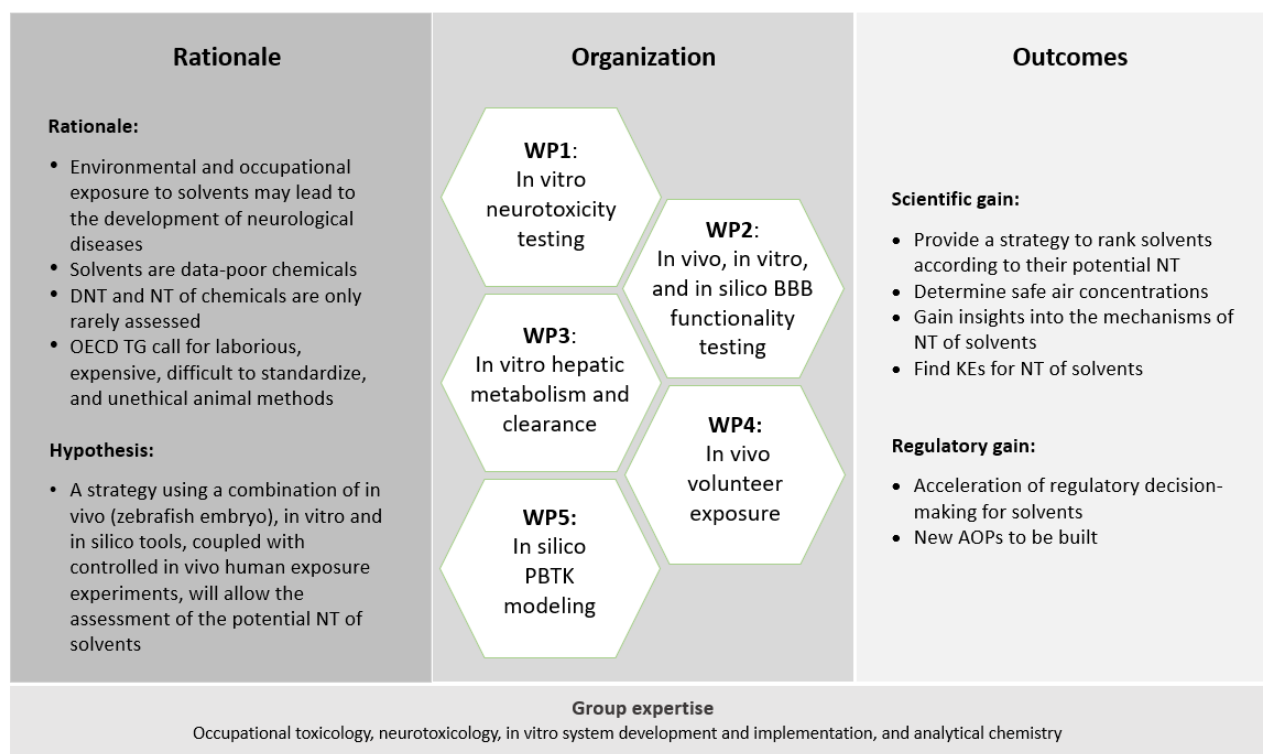 Rationale
Rationale:
• Environmental and occupational
exposure to solvents may lead to
the development of neurological
diseases
• Solvents are data-poor chemicals
• DNT and NT of chemicals are only
rarely assessed
• OECD TG call for laborious,
expensive, difficult to standardize,
and unethical animal methods
Hypothesis:
• A strategy using a combination of in
vivo (zebrafish embryo), in vitro and
in silico tools, coupled with
controlled in vivo human exposure
experiments, will allow the
assessment of the potential NT of
solvents
Organization
WP1:
In vitro
neurotoxicity
testing
WP2:
In vivo, in vitro,
and in silico BBB
functionality
testing
WP3:
In vitro hepatic
metabolism and
clearance
WP4:
In vivo
volunteer
exposure
WP5:
In silico
PBTK
modeling
Outcomes
Scientific gain:
• Provide a strategy to rank solvents
according to their potential NT
• Determine safe air concentrations
• Gain insights into the mechanisms of
NT of solvents
• Find KEs for NT of solvents
Regulatory gain:
• Acceleration of regulatory decision-
making for solvents
• New AOPs to be built
Group expertise
Occupational toxicology, neurotoxicology, in vitro system development and implementation, and analytical chemistry